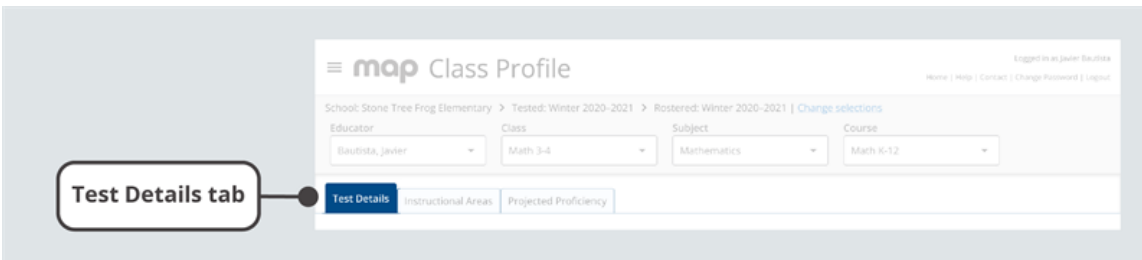 map Class Profile
Logged in as Javier Bautista
Home | Help | Contact | Change Password | Logout
School: Stone Tree Frog Elementary > Tested: Winter 2020-2021 > Rostered: Winter 2020-2021 | Change selections
Educator Class Subject Course
Bautista, Javier Math 3-4 Mathematics Math K-12
Test Details tab
Test Details Instructional Areas Projected Proficiency